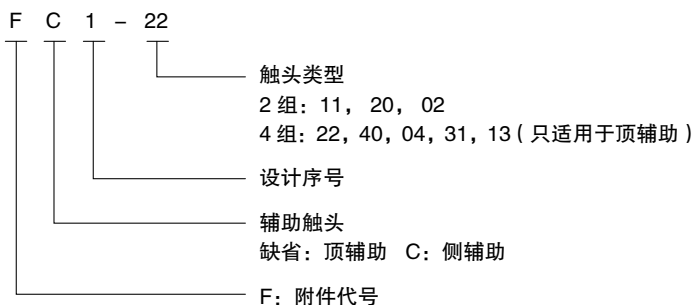 F C 1 – 22
触头类型
2 组：11， 20， 02
4 组：22，40，04，31，13（只适用于顶辅助）
设计序号
辅助触头
缺省：顶辅助 C：侧辅助
F：附件代号